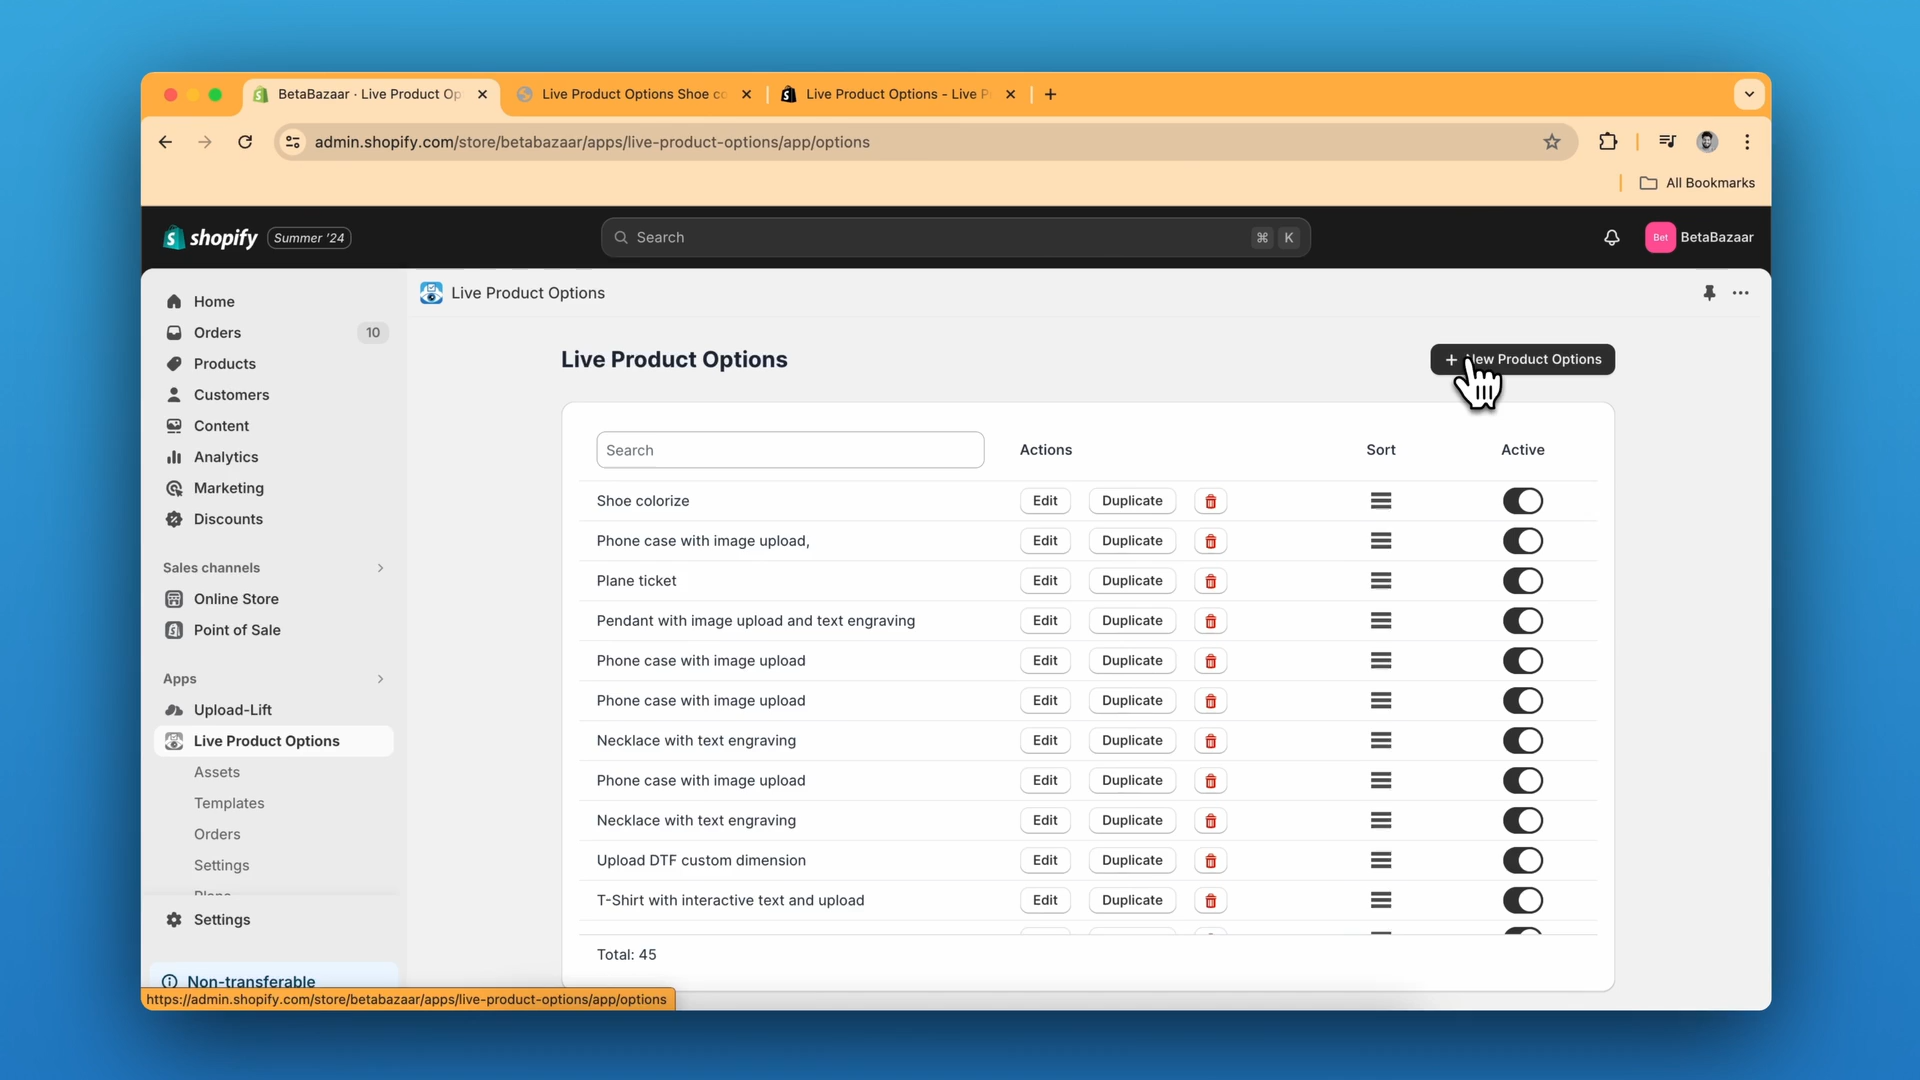 BetaBazaar · Live Product Op
Live Product Options Shoe co
Live Product Options - Live P
admin.shopify.com/store/betabazaar/apps/live-product-options/app/options
All Bookmarks
shopify
Summer '24
Search
⌘ K
Bet
BetaBazaar
Home
Orders
10
Products
Customers
Content
Analytics
Marketing
Discounts
Sales channels
Online Store
Point of Sale
Apps
Upload-Lift
Live Product Options
Assets
Templates
Orders
Settings
Settings
Non-transferable
https://admin.shopify.com/store/betabazaar/apps/live-product-options/app/options
Live Product Options
Live Product Options
+ New Product Options
Search
Actions
Sort
Active
Shoe colorize Edit Duplicate
Phone case with image upload, Edit Duplicate
Plane ticket Edit Duplicate
Pendant with image upload and text engraving Edit Duplicate
Phone case with image upload Edit Duplicate
Phone case with image upload Edit Duplicate
Necklace with text engraving Edit Duplicate
Phone case with image upload Edit Duplicate
Necklace with text engraving Edit Duplicate
Upload DTF custom dimension Edit Duplicate
T-Shirt with interactive text and upload Edit Duplicate
Total: 45